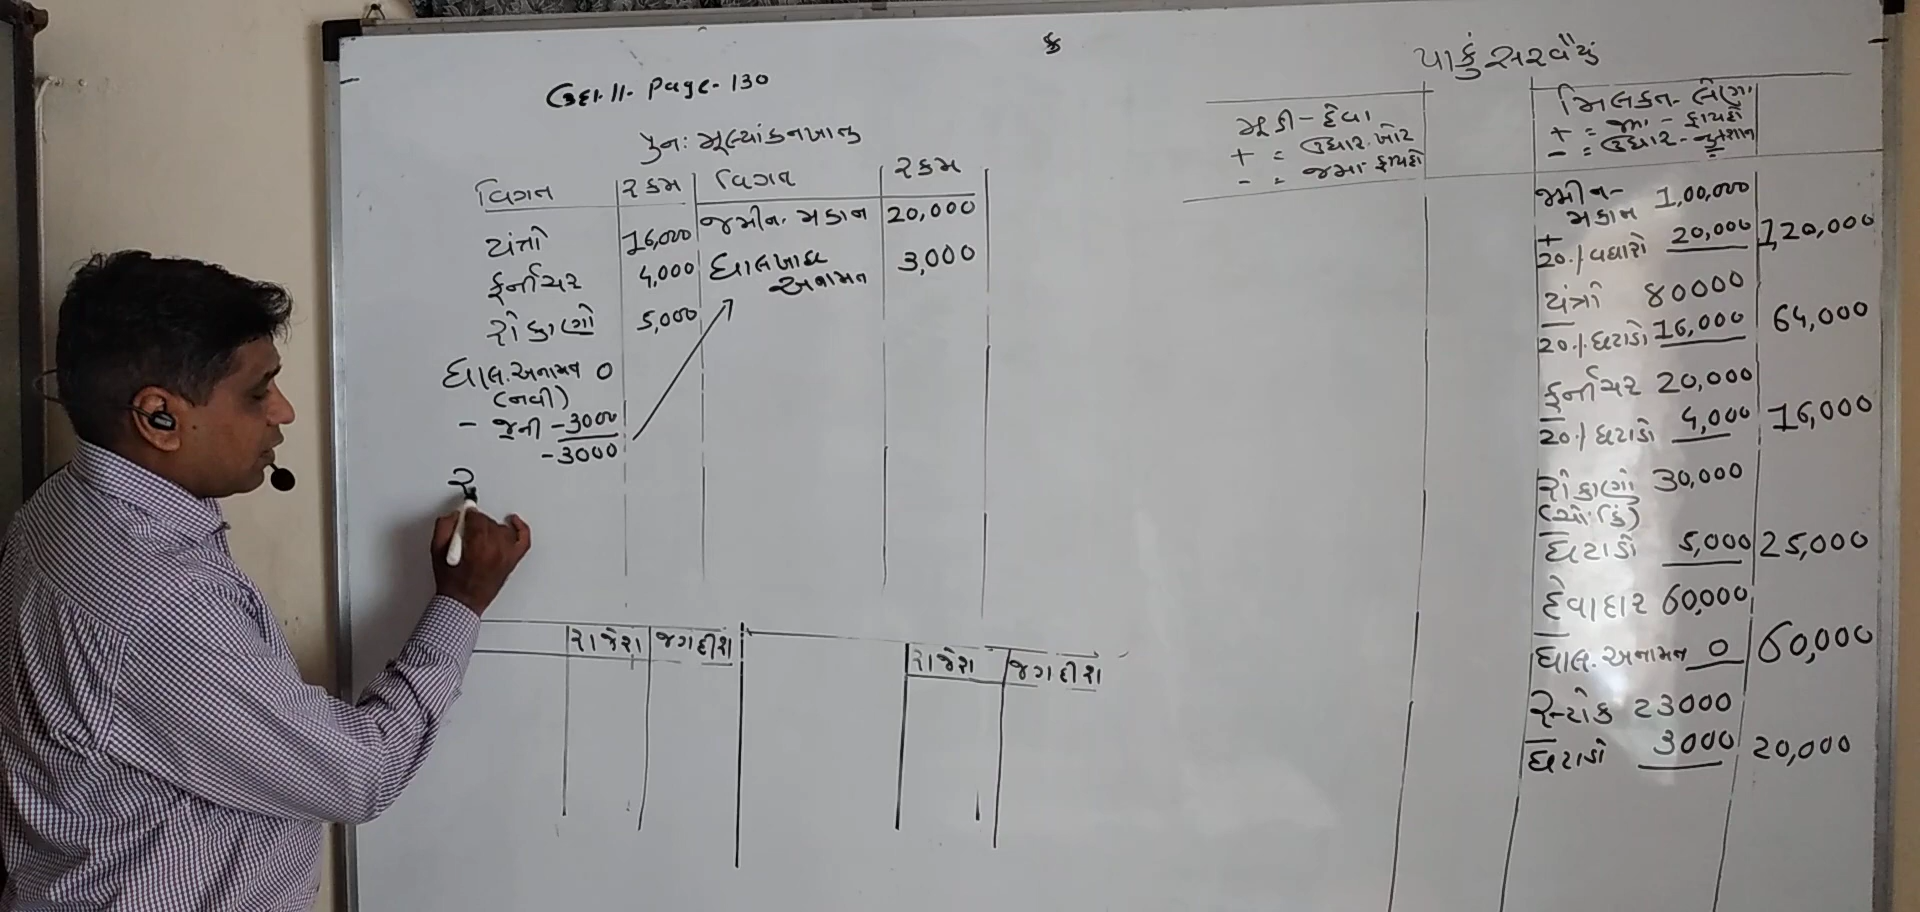 ઉદા.11. Page-130
પુનઃ મૂલ્યાંકનખાતુ
વિગત રકમ વિગત રકમ
યંત્રો 16,000 જમીન. મકાન 20,000
ફર્નીચર 4,000 ઘાલખાધ
અનામત 3,000
રોકાણો 5,000
ઘાલ.અનામત 0
(નવી)
- જૂની -3000
-3000
રાજેશ જગદીશ
રાજેશ જગદીશ
પાકું સરવૈયું
મૂડી-દેવા
+ = ઉધાર.ખોટ
- = જમા-ફાયદો
મિલકત-લેણા
+ = જમા - ફાયદો
- = ઉધાર-નુકશાન
જમીન- 1,00,000
મકાન
+
20% વધારો 20,000 1,20,000
યંત્રો 80000
-
20% ઘટાડો 16,000 64,000
ફર્નીચર 20,000
-
20% ઘટાડો 4,000 16,000
રોકાણો 30,000
-
ઘટાડો 5,000 25,000
દેવાદાર 60,000
-
ઘાલ.અનામત 0 60,000
સ્ટોક 23000
-
ઘટાડો 3000 20,000